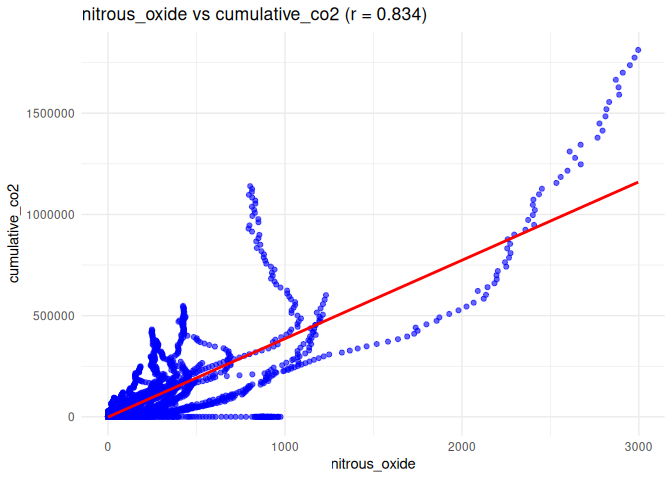 nitrous_oxide vs cumulative_co2 (r = 0.834)
cumulative_co2
1500000
1000000
500000
0
0 1000 2000 3000
nitrous_oxide